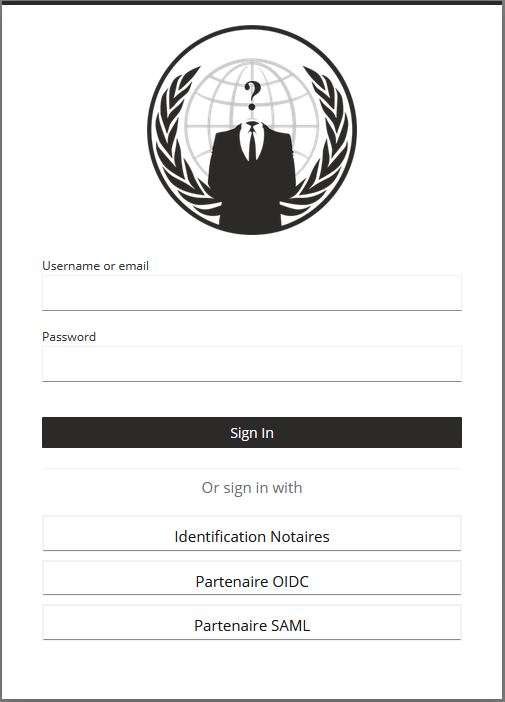 ?
Username or email
Password
Sign In
Or sign in with
Identification Notaires
Partenaire OIDC
Partenaire SAML